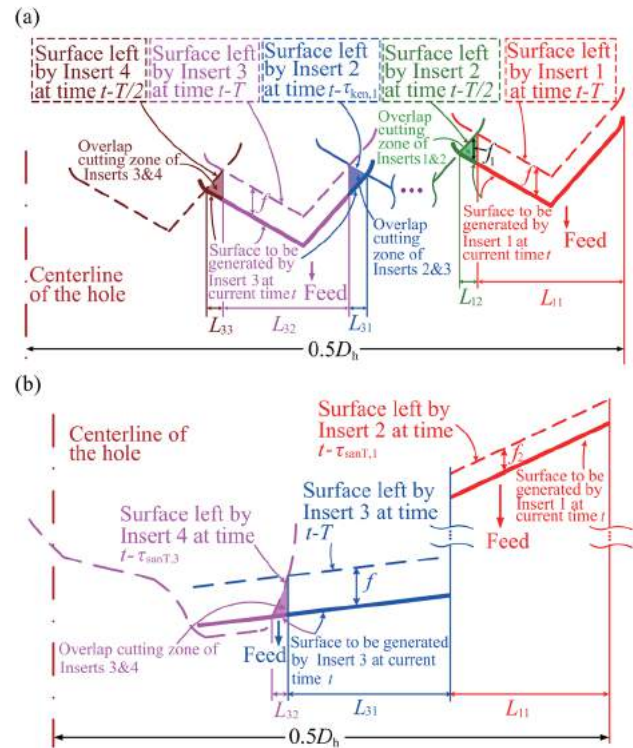 (a)
Surface left
by Insert 4
at time t-T/2
Surface left
by Insert 3
at time t-T
Surface left
by Insert 2
at time t-τken,1
Surface left
by Insert 2
at time t-T/2
Surface left
by Insert 1
at time t-T
Overlap
cutting zone of
Inserts 3&4
Overlap
cutting zone of
Inserts 1&2
f
f1
f
Surface to be
generated by
Insert 3 at
current time t
Overlap
cutting zone of
Inserts 2&3
Surface to be
generated by
Insert 1 at
current time t
Feed
Feed
Centerline
of the hole
L33
L32
L31
L12
L11
0.5Dh
(b)
Centerline of
the hole
Surface left by
Insert 2 at time
t-τsanT,1
f2
Surface to be
generated by
Insert 1 at
current time t
Feed
Surface left by
Insert 4 at time
t-τsanT,3
Surface left by
Insert 3 at time
t-T
f
Overlap cutting zone of
Inserts 3&4
Feed
Surface to be generated
by Insert 3 at current
time t
L32
L31
L11
0.5Dh